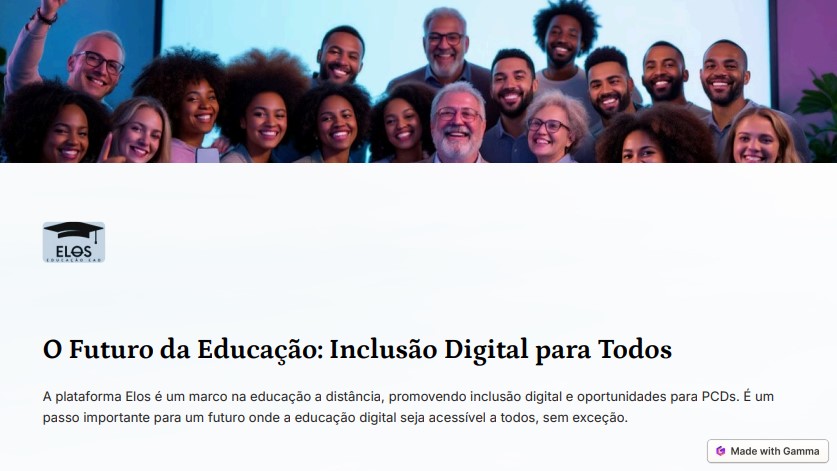 ELOS
EDUCAÇÃO EAD
O Futuro da Educação: Inclusão Digital para Todos
A plataforma Elos é um marco na educação a distância, promovendo inclusão digital e oportunidades para PCDs. É um
passo importante para um futuro onde a educação digital seja acessível a todos, sem exceção.
Made with Gamma